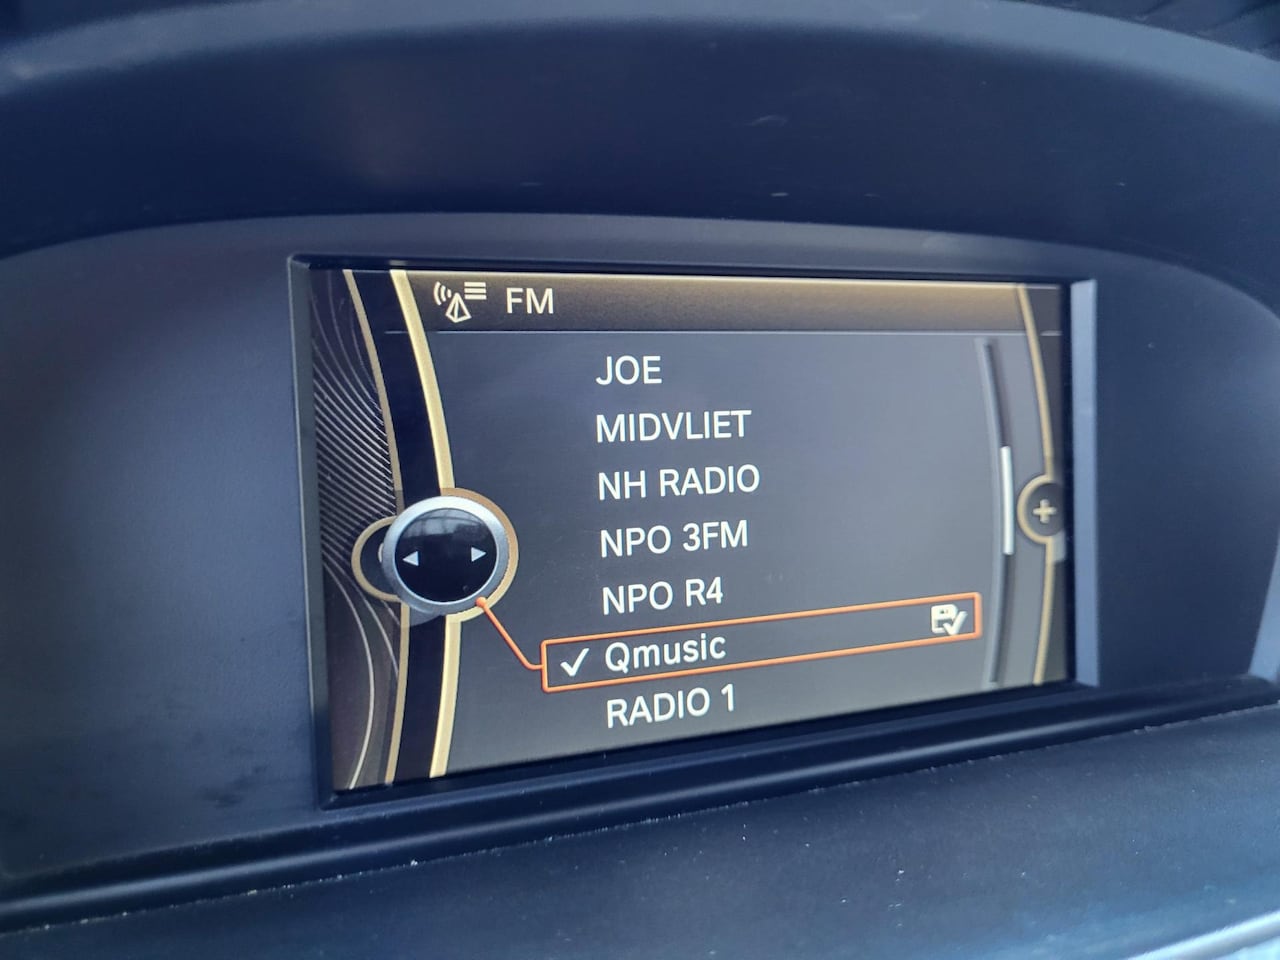 FM
JOE
MIDVLIET
NH RADIO
NPO 3FM
NPO R4
Qmusic
RADIO 1